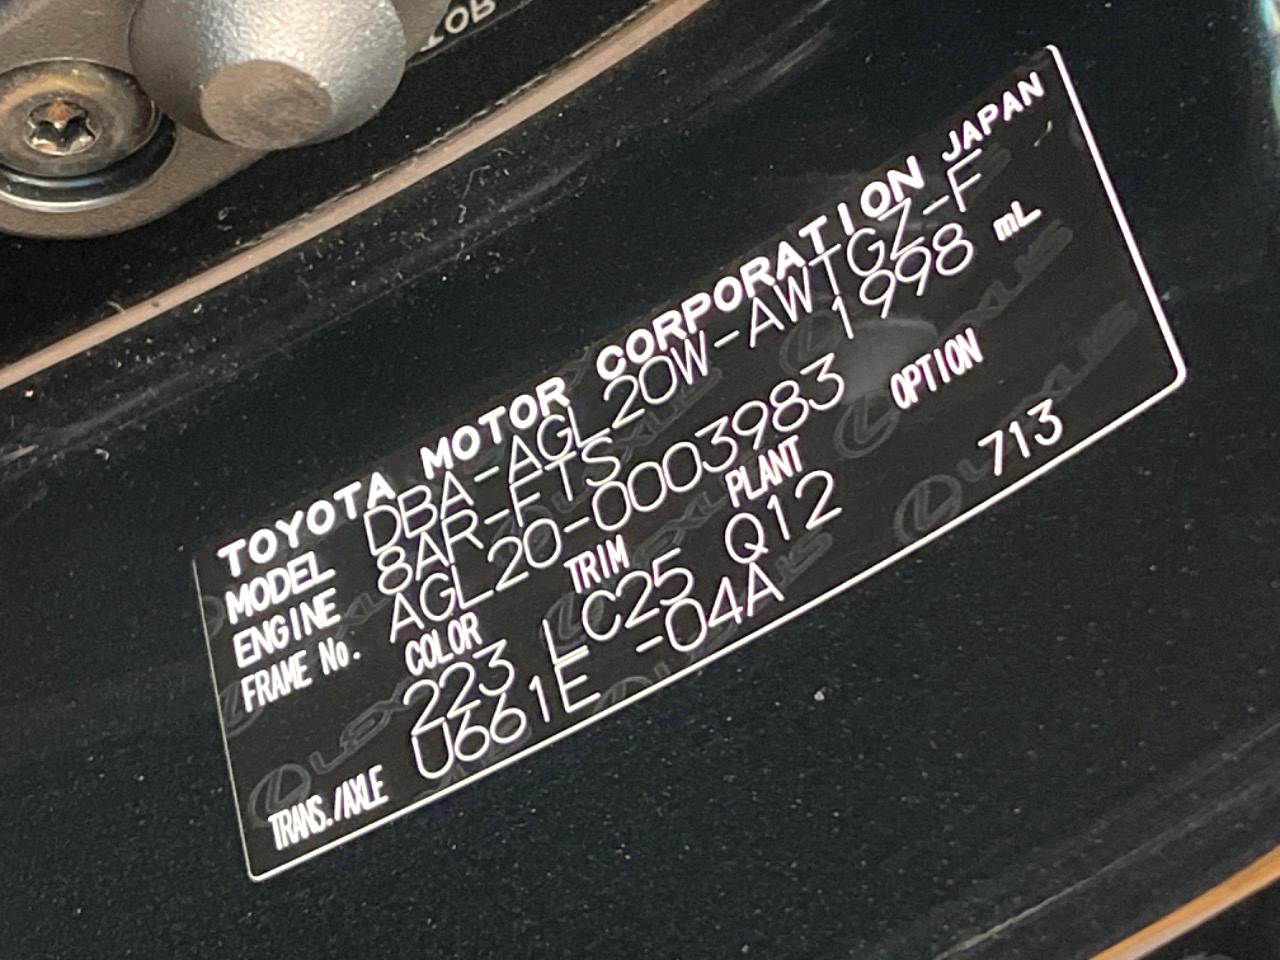 TOR
TOYOTA MOTOR CORPORATION JAPAN
MODEL DBA-AGL20W-AWTGZ-F
ENGINE 8AR-FTS 1998 mL
FRAME No. AGL20-0003983
COLOR TRIM PLANT OPTION
223 LC25 Q12 713
TRANS./AXLE U661E -04A